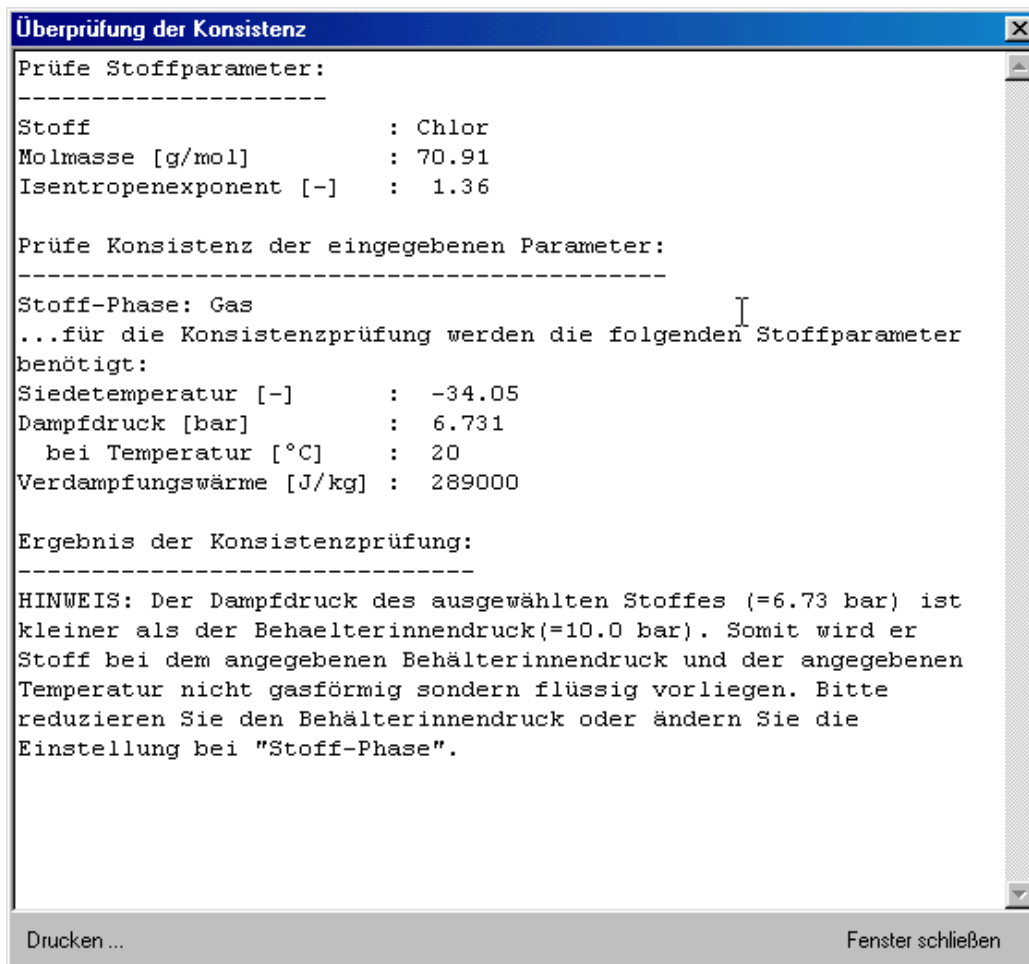 Überprüfung der Konsistenz
Prüfe Stoffparameter:
---------------------
Stoff : Chlor
Molmasse [g/mol] : 70.91
Isentropenexponent [-] : 1.36
Prüfe Konsistenz der eingegebenen Parameter:
--------------------------------------------
Stoff-Phase: Gas
...für die Konsistenzprüfung werden die folgenden Stoffparameter
benötigt:
Siedetemperatur [-] : -34.05
Dampfdruck [bar] : 6.731
bei Temperatur [°C] : 20
Verdampfungswärme [J/kg] : 289000
Ergebnis der Konsistenzprüfung:
-------------------------------
HINWEIS: Der Dampfdruck des ausgewählten Stoffes (=6.73 bar) ist
kleiner als der Behaelterinnendruck(=10.0 bar). Somit wird er
Stoff bei dem angegebenen Behälterinnendruck und der angegebenen
Temperatur nicht gasförmig sondern flüssig vorliegen. Bitte
reduzieren Sie den Behälterinnendruck oder ändern Sie die
Einstellung bei "Stoff-Phase".
Drucken ... Fenster schließen